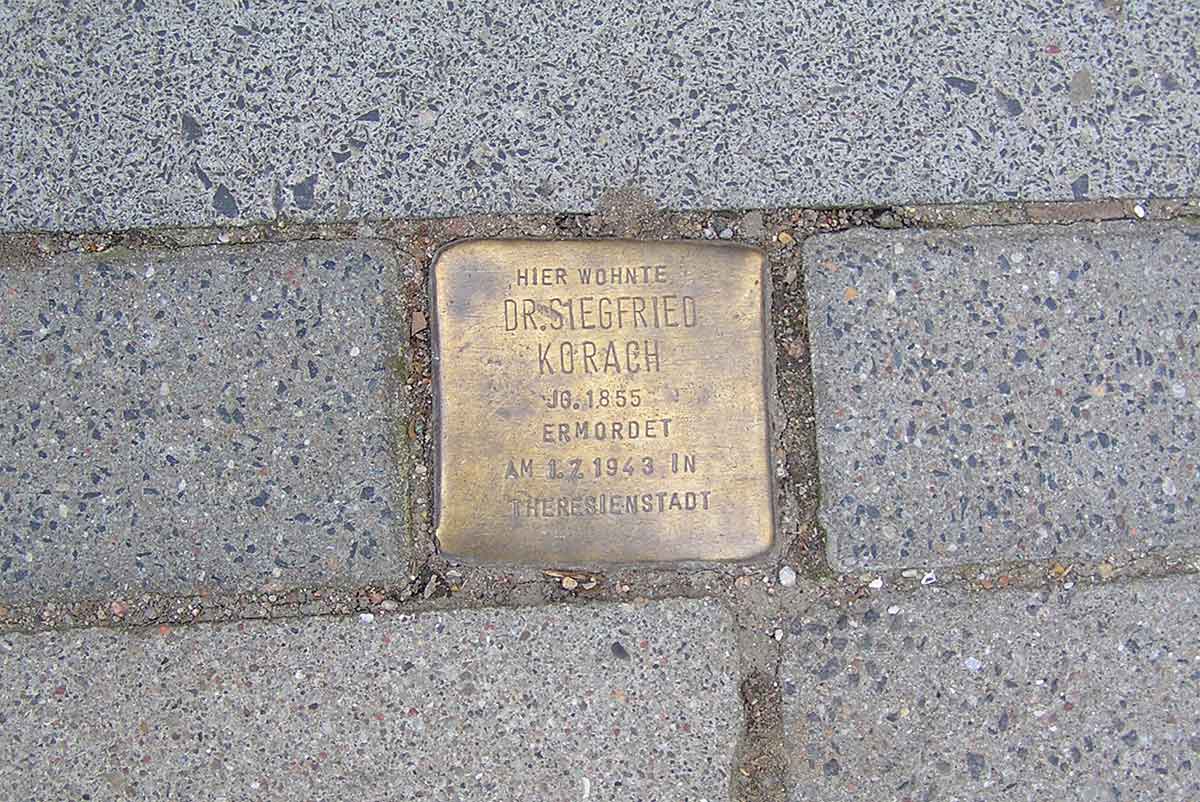 HIER WOHNTE
DR. SIEGFRIED
KORACH
JG. 1855
ERMORDET
AM 1.7.1943 IN
THERESIENSTADT